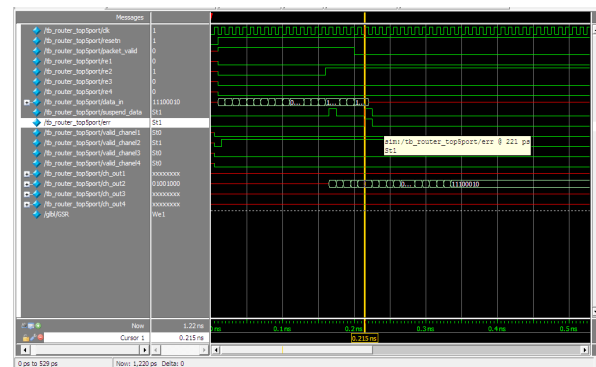 Messages
/tb_router_top5port/clk 1
/tb_router_top5port/resetn 1
/tb_router_top5port/packet_valid 0
/tb_router_top5port/re1 0
/tb_router_top5port/re2 1
/tb_router_top5port/re3 0
/tb_router_top5port/re4 0
/tb_router_top5port/data_in 11100010
/tb_router_top5port/suspend_data St1
/tb_router_top5port/err St1
/tb_router_top5port/valid_chanel1 St0
/tb_router_top5port/valid_chanel2 St1
/tb_router_top5port/valid_chanel3 St0
/tb_router_top5port/valid_chanel4 St0
/tb_router_top5port/ch_out1 xxxxxxxx
/tb_router_top5port/ch_out2 01001000
/tb_router_top5port/ch_out3 xxxxxxxx
/tb_router_top5port/ch_out4 xxxxxxxx
/glbl/GSR We1
0... 1... 1...
sim:/tb_router_top5port/err @ 221 ps
St1
0... 11100010
Now 1.22 ns
ns 0.1 ns 0.2 ns 0.3 ns 0.4 ns 0.5 ns
Cursor 1 0.215 ns 0.215 ns
0 ps to 529 ps Now: 1,220 ps Delta: 0